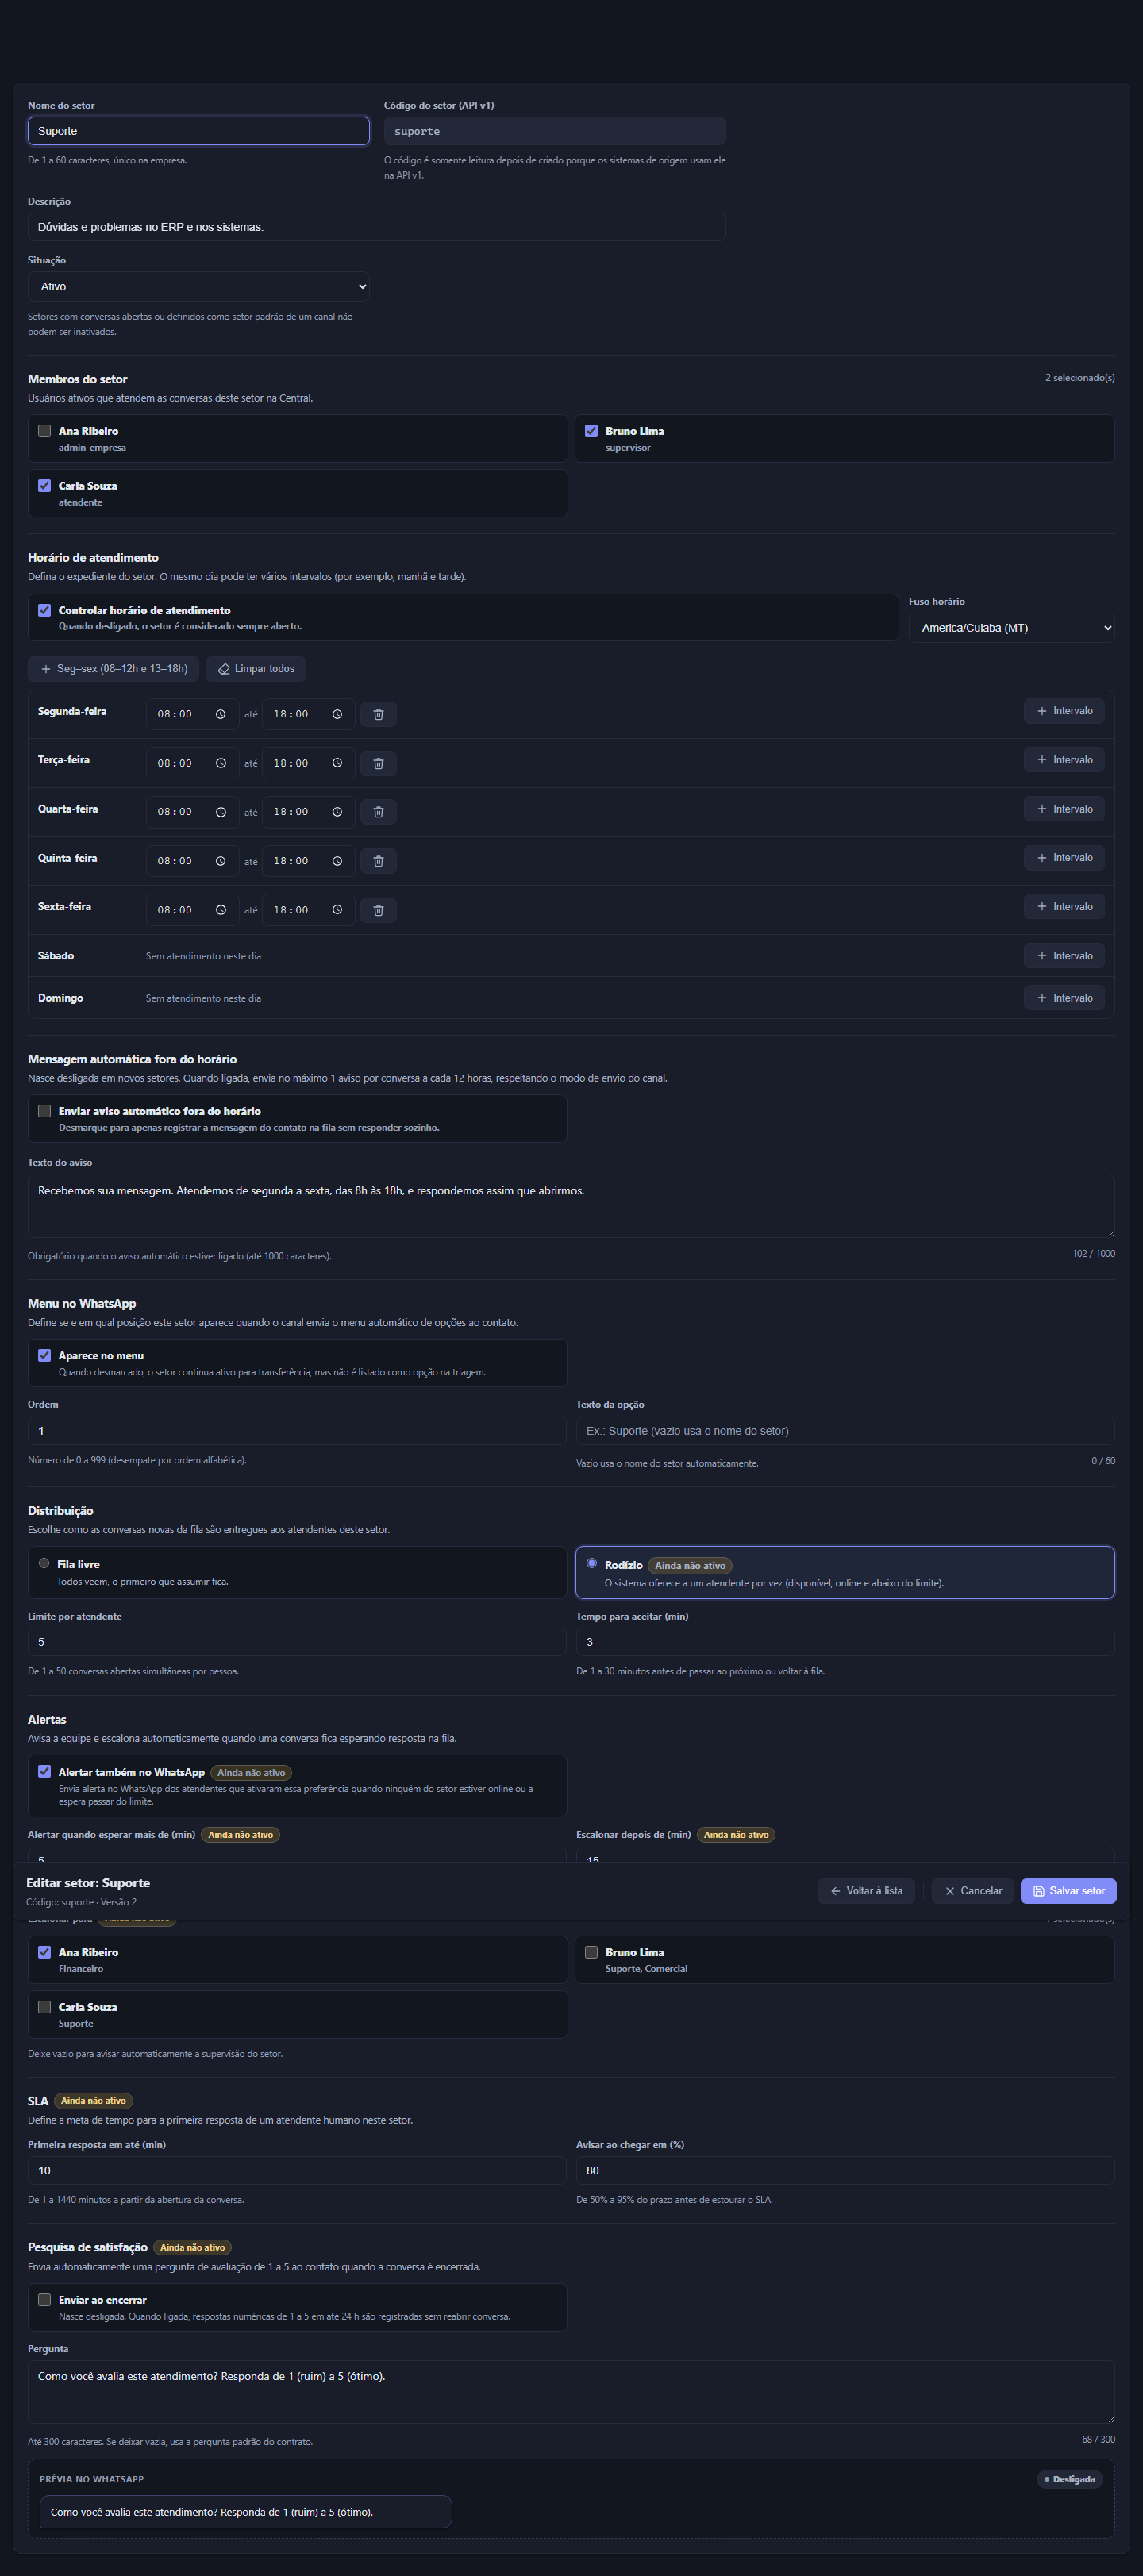 Nome do setor
Código do setor (API v1)
Suporte
suporte
De 1 a 60 caracteres, único na empresa.
O código é somente leitura depois de criado porque os sistemas de origem usam ele
na API v1.
Descrição
Dúvidas e problemas no ERP e nos sistemas.
Situação
Ativo
Setores com conversas abertas ou definidos como setor padrão de um canal não
podem ser inativados.
Membros do setor
2 selecionado(s)
Usuários ativos que atendem as conversas deste setor na Central.
Ana Ribeiro
admin_empresa
Bruno Lima
supervisor
Carla Souza
atendente
Horário de atendimento
Defina o expediente do setor. O mesmo dia pode ter vários intervalos (por exemplo, manhã e tarde).
Controlar horário de atendimento
Quando desligado, o setor é considerado sempre aberto.
Fuso horário
America/Cuiaba (MT)
Seg–sex (08–12h e 13–18h)
Limpar todos
Segunda-feira 08:00 até 18:00 Intervalo
Terça-feira 08:00 até 18:00 Intervalo
Quarta-feira 08:00 até 18:00 Intervalo
Quinta-feira 08:00 até 18:00 Intervalo
Sexta-feira 08:00 até 18:00 Intervalo
Sábado Sem atendimento neste dia Intervalo
Domingo Sem atendimento neste dia Intervalo
Mensagem automática fora do horário
Nasce desligada em novos setores. Quando ligada, envia no máximo 1 aviso por conversa a cada 12 horas, respeitando o modo de envio do canal.
Enviar aviso automático fora do horário
Desmarque para apenas registrar a mensagem do contato na fila sem responder sozinho.
Texto do aviso
Recebemos sua mensagem. Atendemos de segunda a sexta, das 8h às 18h, e respondemos assim que abrirmos.
Obrigatório quando o aviso automático estiver ligado (até 1000 caracteres).
102 / 1000
Menu no WhatsApp
Define se e em qual posição este setor aparece quando o canal envia o menu automático de opções ao contato.
Aparece no menu
Quando desmarcado, o setor continua ativo para transferência, mas não é listado como opção na triagem.
Ordem
Texto da opção
1
Ex.: Suporte (vazio usa o nome do setor)
Número de 0 a 999 (desempate por ordem alfabética).
Vazio usa o nome do setor automaticamente.
0 / 60
Distribuição
Escolhe como as conversas novas da fila são entregues aos atendentes deste setor.
Fila livre
Todos veem, o primeiro que assumir fica.
Rodízio Ainda não ativo
O sistema oferece a um atendente por vez (disponível, online e abaixo do limite).
Limite por atendente
Tempo para aceitar (min)
5
3
De 1 a 50 conversas abertas simultâneas por pessoa.
De 1 a 30 minutos antes de passar ao próximo ou voltar à fila.
Alertas
Avisa a equipe e escalona automaticamente quando uma conversa fica esperando resposta na fila.
Alertar também no WhatsApp Ainda não ativo
Envia alerta no WhatsApp dos atendentes que ativaram essa preferência quando ninguém do setor estiver online ou a
espera passar do limite.
Alertar quando esperar mais de (min) Ainda não ativo
Escalonar depois de (min) Ainda não ativo
5
15
Editar setor: Suporte
Código: suporte · Versão 2
Voltar à lista
Cancelar
Salvar setor
Escalonar para Ainda não ativo
1 selecionado(s)
Ana Ribeiro
Financeiro
Bruno Lima
Suporte, Comercial
Carla Souza
Suporte
Deixe vazio para avisar automaticamente a supervisão do setor.
SLA Ainda não ativo
Define a meta de tempo para a primeira resposta de um atendente humano neste setor.
Primeira resposta em até (min)
Avisar ao chegar em (%)
10
80
De 1 a 1440 minutos a partir da abertura da conversa.
De 50% a 95% do prazo antes de estourar o SLA.
Pesquisa de satisfação Ainda não ativo
Envia automaticamente uma pergunta de avaliação de 1 a 5 ao contato quando a conversa é encerrada.
Enviar ao encerrar
Nasce desligada. Quando ligada, respostas numéricas de 1 a 5 em até 24 h são registradas sem reabrir conversa.
Pergunta
Como você avalia este atendimento? Responda de 1 (ruim) a 5 (ótimo).
Até 300 caracteres. Se deixar vazia, usa a pergunta padrão do contrato.
68 / 300
PRÉVIA NO WHATSAPP
Desligada
Como você avalia este atendimento? Responda de 1 (ruim) a 5 (ótimo).